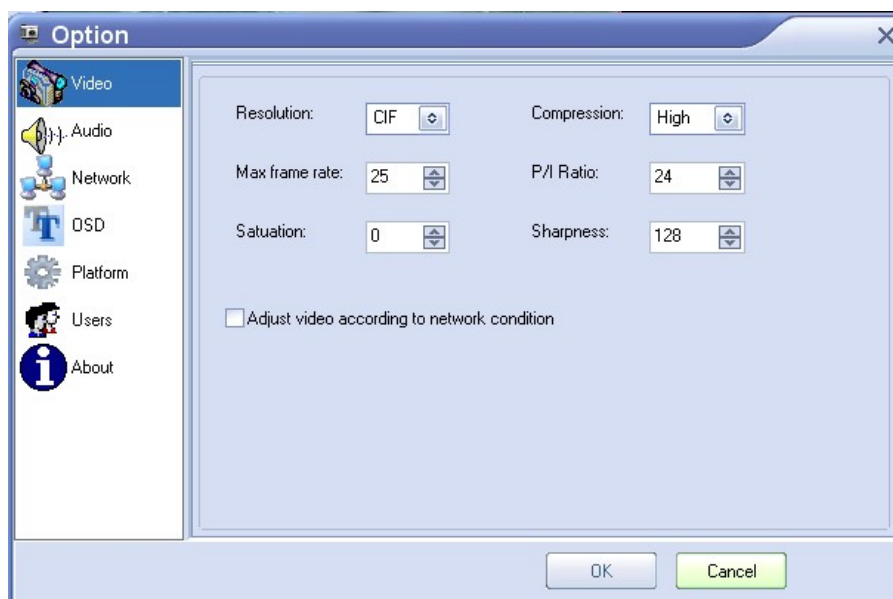 Option
Video
Audio
Network
OSD
Platform
Users
About
Resolution: CIF Compression: High
Max frame rate: 25 P/I Ratio: 24
Satuation: 0 Sharpness: 128
Adjust video according to network condition
OK Cancel